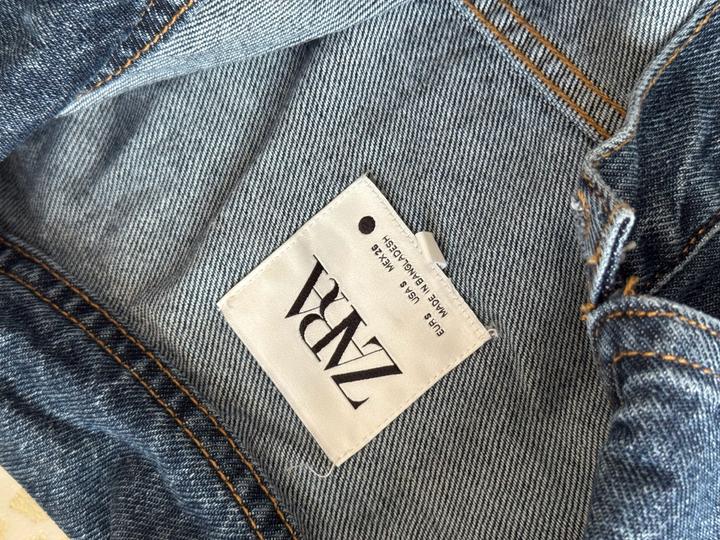 ZARA
EUR S USA S MEX 26
MADE IN BANGLADESH